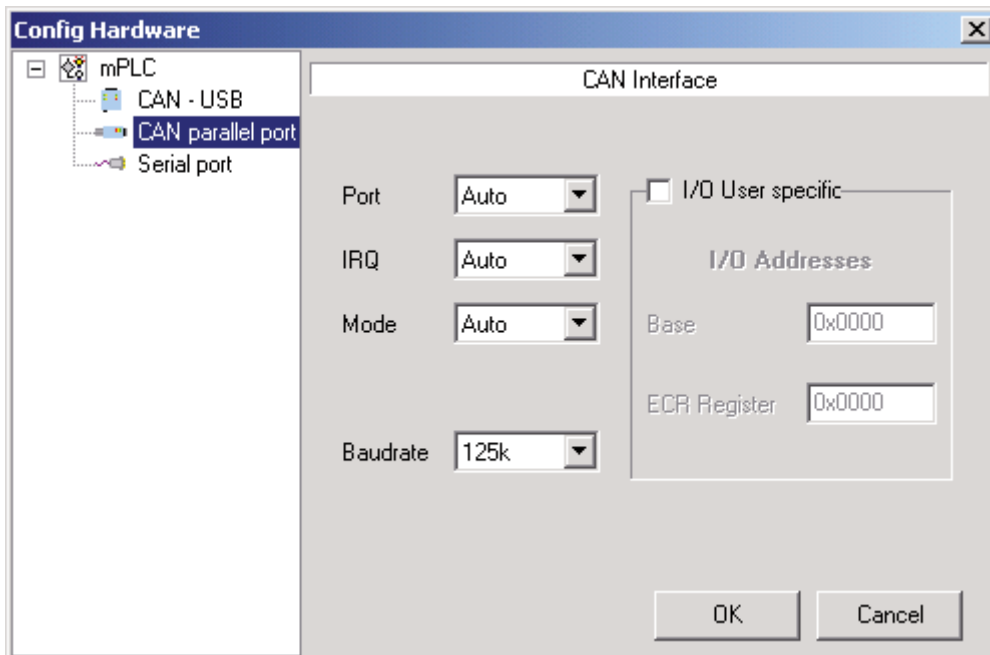 Config Hardware
mPLC
CAN - USB
CAN parallel port
Serial port
CAN Interface
Port
Auto
IRQ
Auto
Mode
Auto
Baudrate
125k
I/O User specific
I/O Addresses
Base
0x0000
ECR Register
0x0000
OK
Cancel